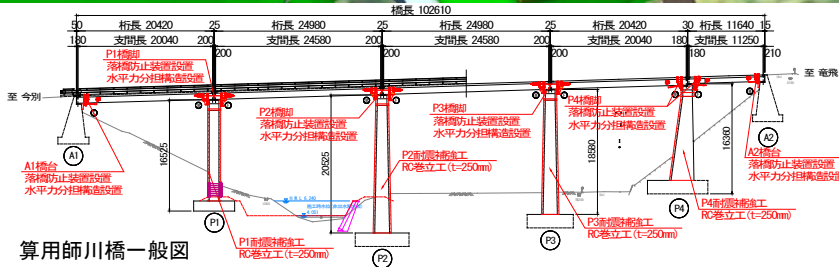 橋長 102610
50 桁長 20420 25 桁長 24980 25 桁長 24980 25 桁長 20420 30 桁長 11640 15
180 支間長 20040 200 支間長 24580 200 支間長 24580 200 支間長 20040 180 支間長 11250 210
200 200 200 180
至 今別
至 竜飛
P1橋脚
落橋防止装置設置
水平力分担構造設置
P2橋脚
落橋防止装置設置
水平力分担構造設置
P3橋脚
落橋防止装置設置
水平力分担構造設置
P4橋脚
落橋防止装置設置
水平力分担構造設置
A1橋台
落橋防止装置設置
水平力分担構造設置
A2橋台
落橋防止装置設置
水平力分担構造設置
16525
20525
18530
16360
P2耐震補強工
RC巻立工(t=250mm)
P1耐震補強工
RC巻立工(t=250mm)
P3耐震補強工
RC巻立工(t=250mm)
P4耐震補強工
RC巻立工(t=250mm)
A1
P1
P2
P3
P4
A2
算用師川橋一般図